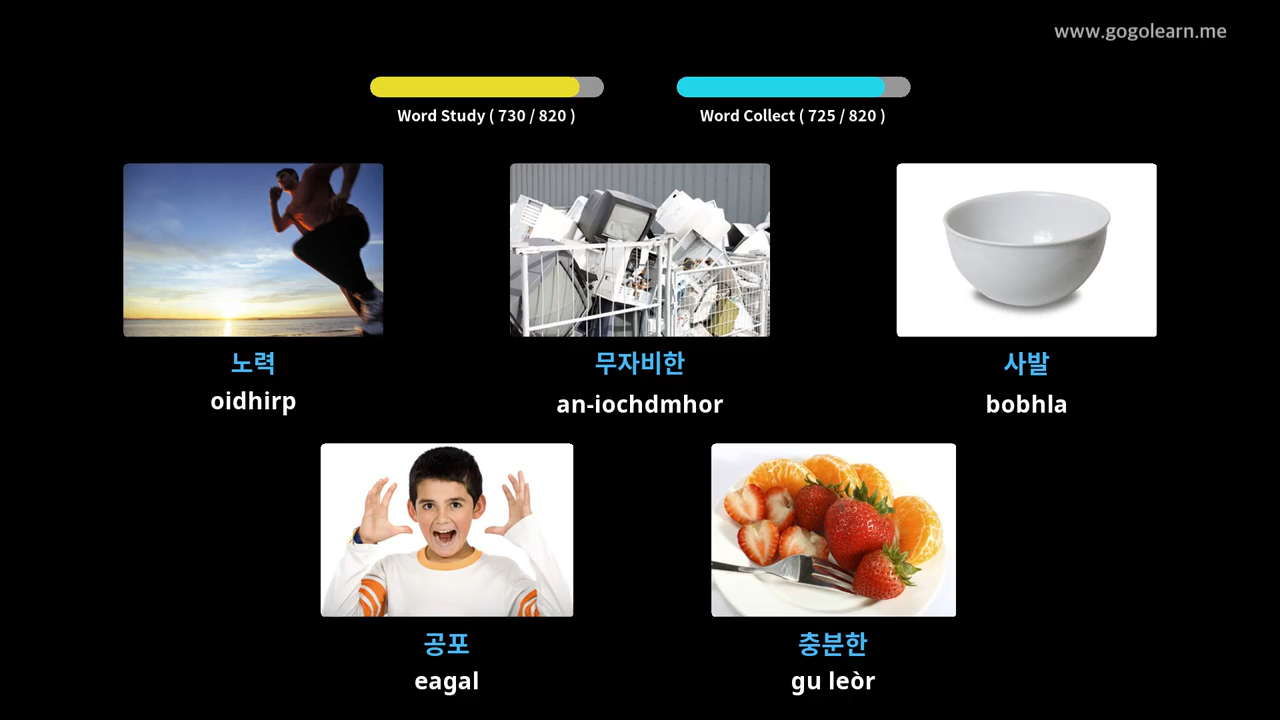 www.gogolearn.me
Word Study ( 730 / 820 )
Word Collect ( 725 / 820 )
노력
oidhirp
무자비한
an-iochdmhor
사발
bobhla
공포
eagal
충분한
gu leòr